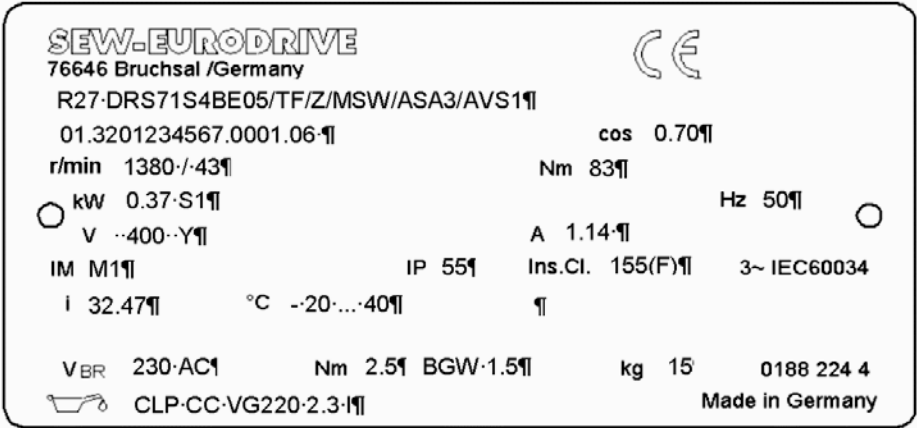 SEW-EURODRIVE CE
76646 Bruchsal /Germany
R27·DRS71S4BE05/TF/Z/MSW/ASA3/AVS1¶
01.3201234567.0001.06·¶ cos 0.70¶
r/min 1380·/·43¶ Nm 83¶
kW 0.37·S1¶ Hz 50¶
V ··400··Y¶ A 1.14·¶
IM M1¶ IP 55¶ Ins.Cl. 155(F)¶ 3~ IEC60034
i 32.47¶ °C -·20·...·40¶ ¶
VBR 230·AC¶ Nm 2.5¶ BGW·1.5¶ kg 15 0188 224 4
CLP·CC·VG220·2.3·l¶ Made in Germany